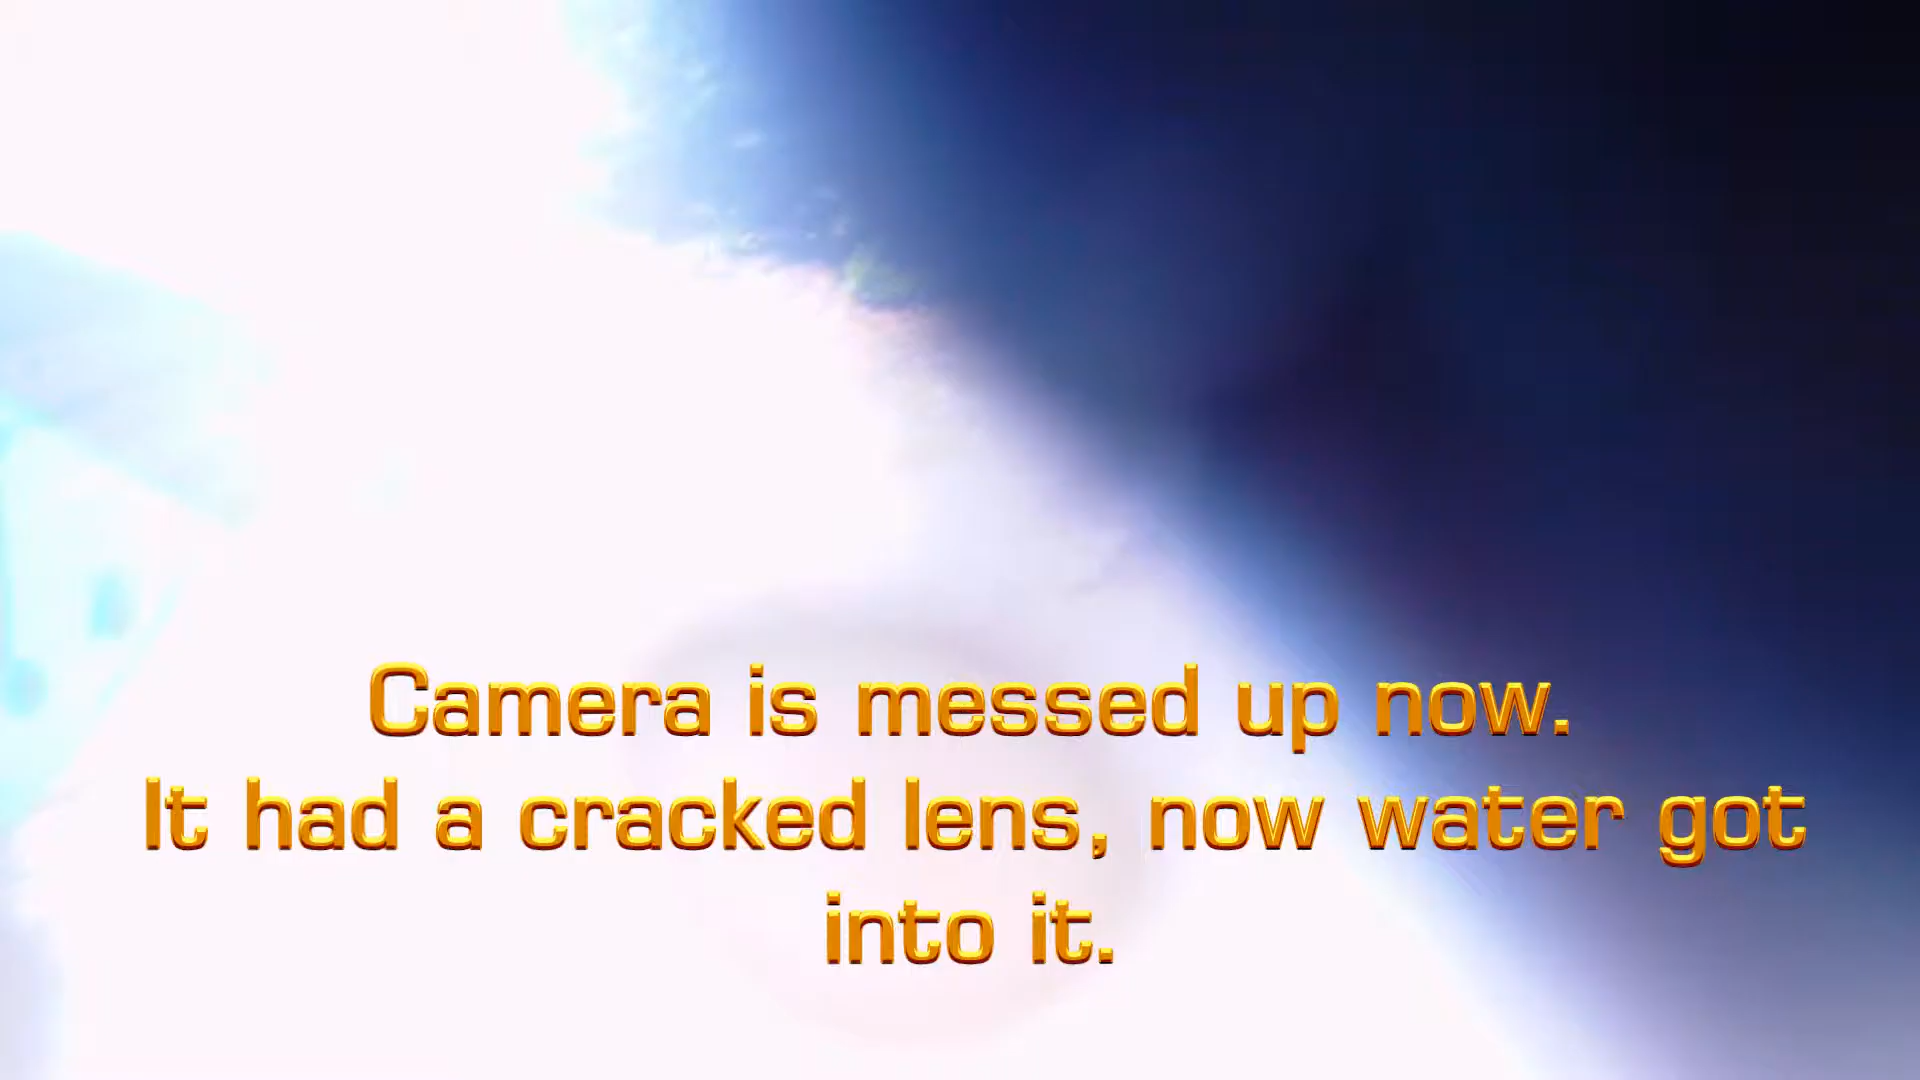 Camera is messed up now.
It had a cracked lens, now water got
into it.